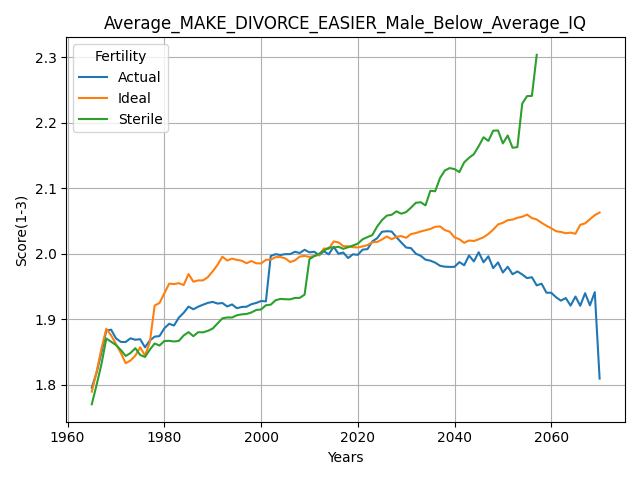 Average_MAKE_DIVORCE_EASIER_Male_Below_Average_IQ
Fertility
Actual
Ideal
Sterile
Score(1-3)
2.3
2.2
2.1
2.0
1.9
1.8
1960
1980
2000
2020
2040
2060
Years